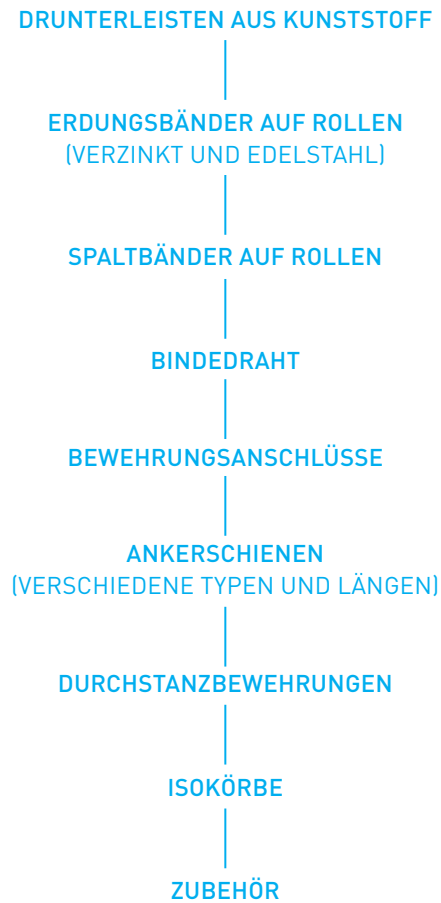 DRUNTERLEISTEN AUS KUNSTSTOFF
ERDUNGSBÄNDER AUF ROLLEN
(VERZINKT UND EDELSTAHL)
SPALTBÄNDER AUF ROLLEN
BINDEDRAHT
BEWEHRUNGSANSCHLÜSSE
ANKERSCHIENEN
(VERSCHIEDENE TYPEN UND LÄNGEN)
DURCHSTANZBEWEHRUNGEN
ISOKÖRBE
ZUBEHÖR